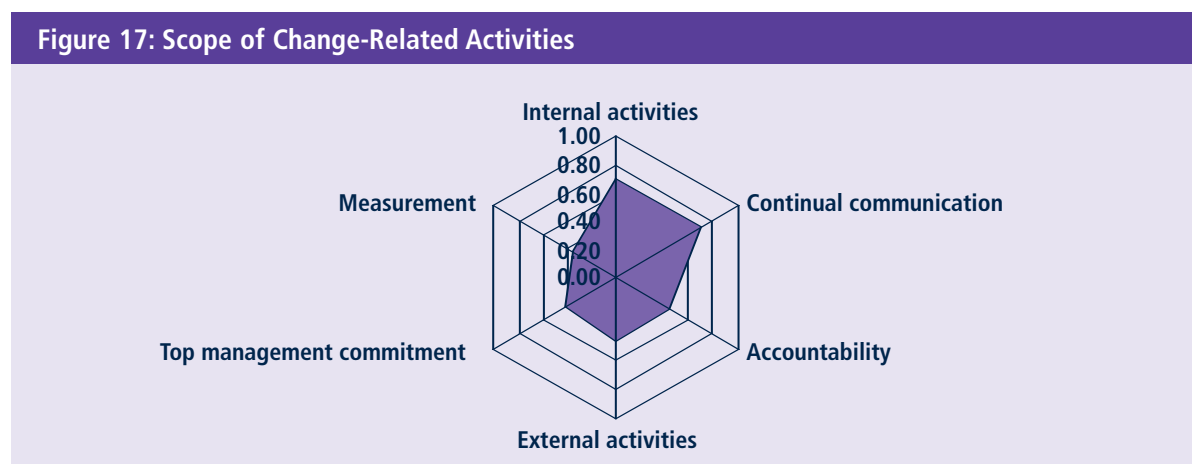 Figure 17: Scope of Change-Related Activities
Internal activities
1.00
0.80
0.60
0.40
0.20
0.00
Measurement
Continual communication
Top management commitment
Accountability
External activities